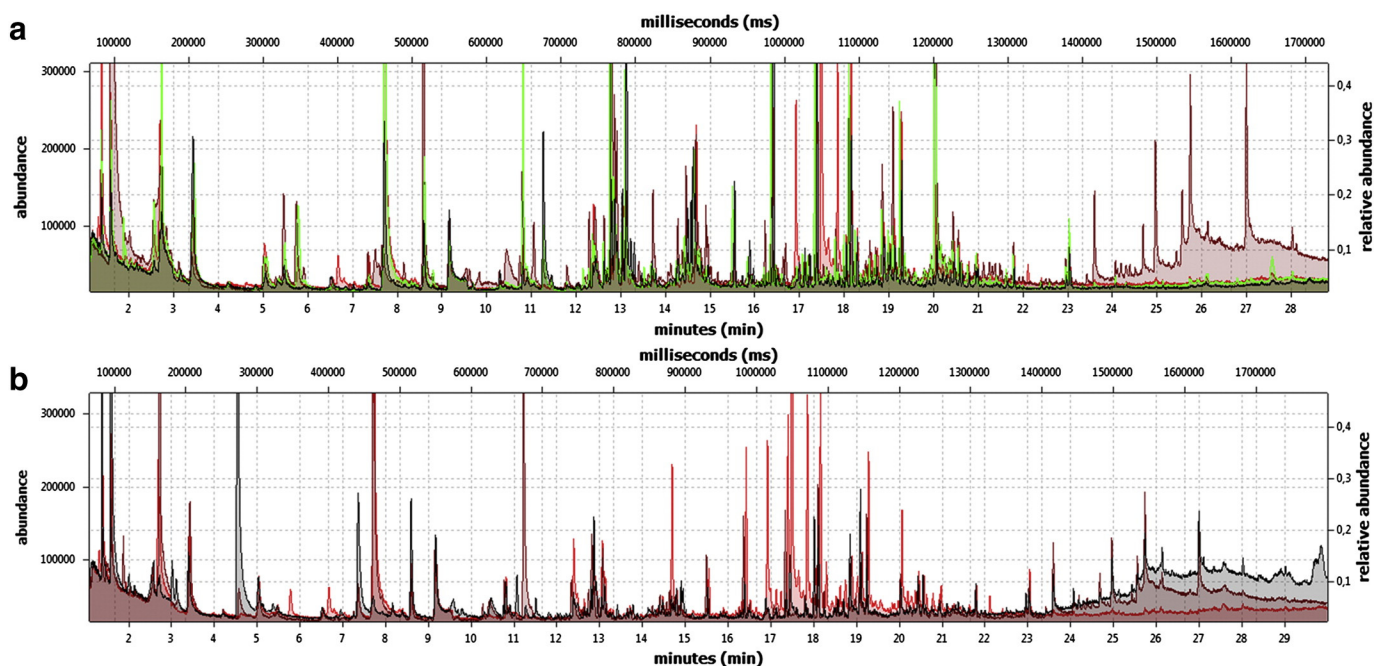 a
milliseconds (ms)
100000 200000 300000 400000 500000 600000 700000 800000 900000 1000000 1100000 1200000 1300000 1400000 1500000 1600000 1700000
abundance
300000
200000
100000
relative abundance
0,4
0,3
0,2
0,1
2 3 4 5 6 7 8 9 10 11 12 13 14 15 16 17 18 19 20 21 22 23 24 25 26 27 28
minutes (min)
b
milliseconds (ms)
100000 200000 300000 400000 500000 600000 700000 800000 900000 1000000 1100000 1200000 1300000 1400000 1500000 1600000 1700000
abundance
300000
200000
100000
relative abundance
0,4
0,3
0,2
0,1
2 3 4 5 6 7 8 9 10 11 12 13 14 15 16 17 18 19 20 21 22 23 24 25 26 27 28 29
minutes (min)